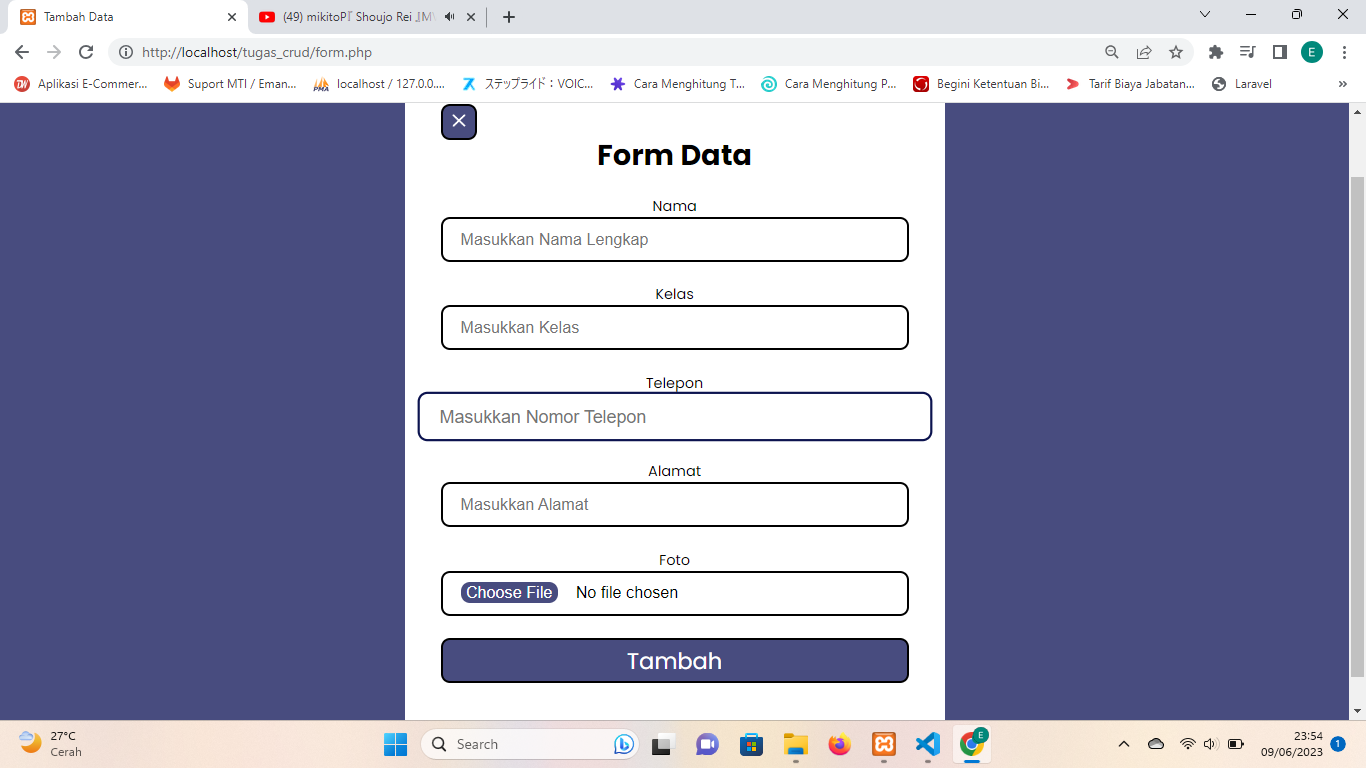 Tambah Data
(49) mikitoP『 Shoujo Rei 』M
http://localhost/tugas_crud/form.php
E
Aplikasi E-Commer...
Suport MTI / Eman...
localhost / 127.0.0....
ステップライド：VOIC...
Cara Menghitung T...
Cara Menghitung P...
Begini Ketentuan Bi...
Tarif Biaya Jabatan...
Laravel
Form Data
Nama
Masukkan Nama Lengkap
Kelas
Masukkan Kelas
Telepon
Masukkan Nomor Telepon
Alamat
Masukkan Alamat
Foto
Choose File No file chosen
Tambah
27°C
Cerah
Search
E
23:54
09/06/2023
1